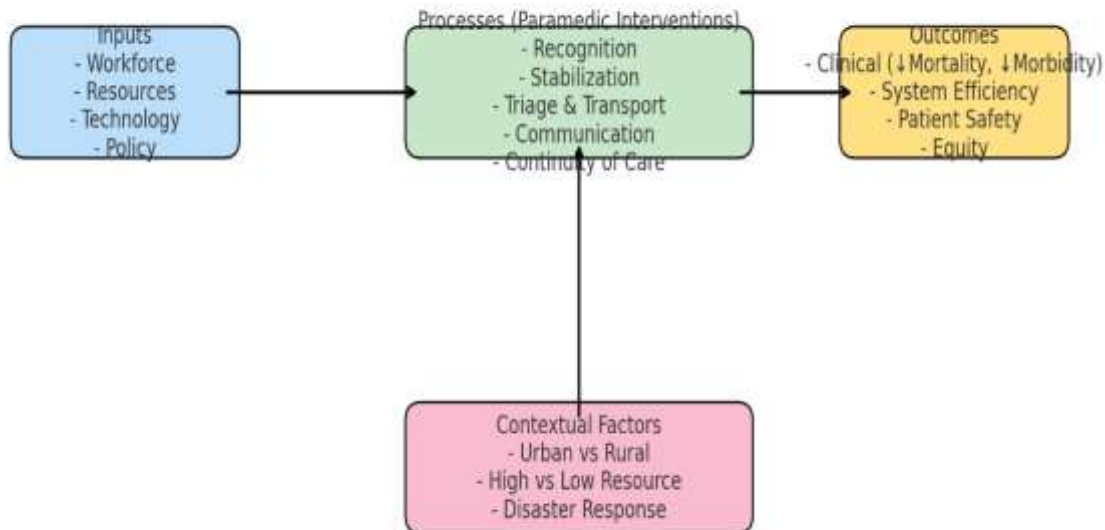 Inputs
- Workforce
- Resources
- Technology
- Policy
Processes (Paramedic Interventions)
- Recognition
- Stabilization
- Triage & Transport
- Communication
- Continuity of Care
Outcomes
- Clinical (↓Mortality, ↓Morbidity)
- System Efficiency
- Patient Safety
- Equity
Contextual Factors
- Urban vs Rural
- High vs Low Resource
- Disaster Response